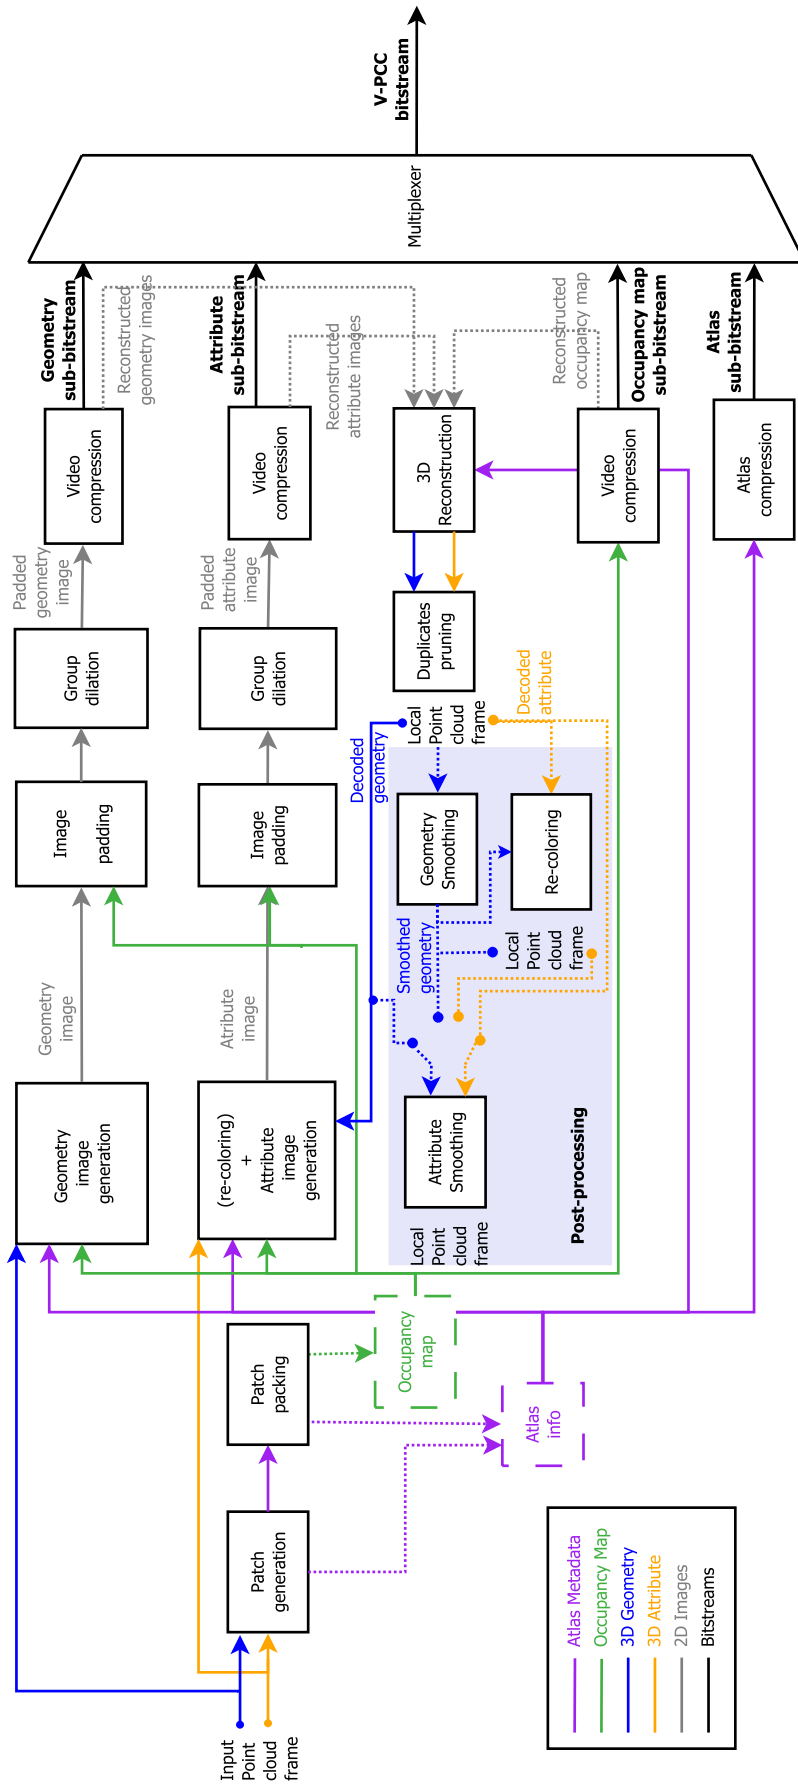 Input
Point
cloud
frame
Patch
generation
Patch
packing
Occupancy
map
Atlas
info
Geometry
image
generation
Geometry
image
Image
padding
Group
dilation
Padded
geometry
image
Video
compression
Geometry
sub-bitstream
Reconstructed
geometry images
(re-coloring)
+
Attribute
image
generation
Atribute
image
Image
padding
Group
dilation
Padded
attribute
image
Video
compression
Attribute
sub-bitstream
Reconstructed
attribute images
Local
Point
cloud
frame
Attribute
Smoothing
Smoothed
geometry
Geometry
Smoothing
Decoded
geometry
Local
Point
cloud
frame
Re-coloring
Local
Point
cloud
frame
Decoded
attribute
Post-processing
Duplicates
pruning
3D
Reconstruction
Reconstructed
occupancy map
Video
compression
Occupancy map
sub-bitstream
Atlas
compression
Atlas
sub-bitstream
Multiplexer
V-PCC
bitstream
Atlas Metadata
Occupancy Map
3D Geometry
3D Attribute
2D Images
Bitstreams